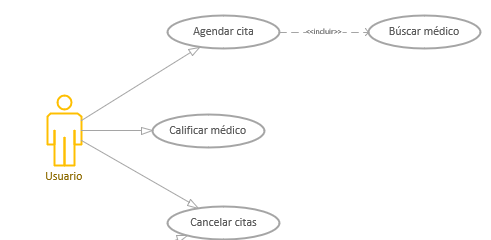 Agendar cita
<<incluir>>
Búscar médico
Calificar médico
Usuario
Cancelar citas